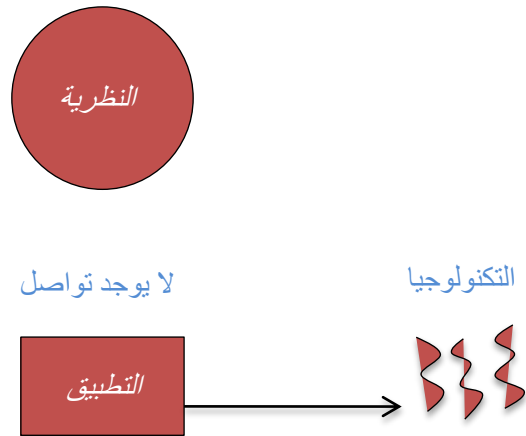 النظرية
التكنولوجيا
لا يوجد تواصل
التطبيق